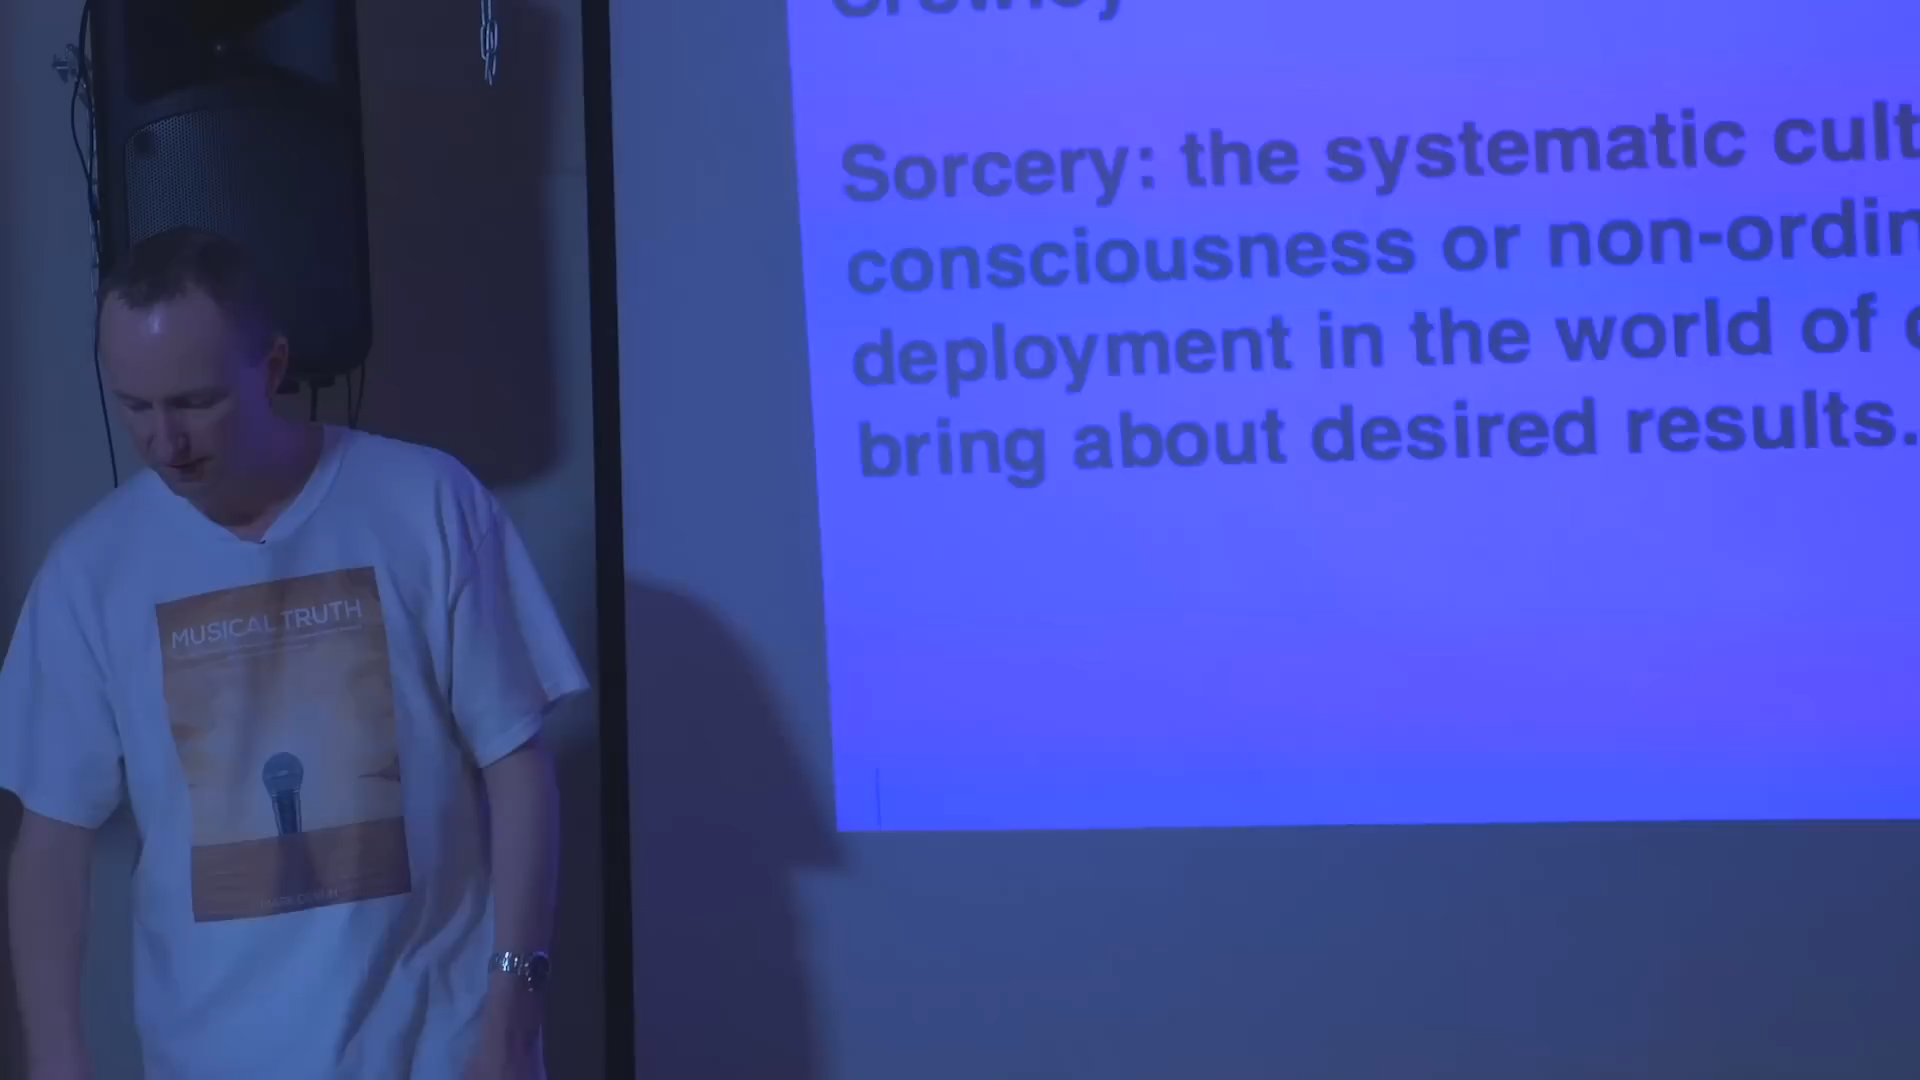 Sorcery: the systematic cult
consciousness or non-ordin
deployment in the world of
bring about desired results.
MUSICAL TRUTH